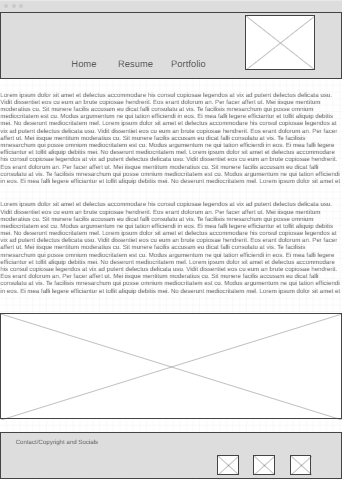 Home Resume Portfolio
Lorem ipsum dolor sit amet et delectus accommodare his consul copiosae legendos at vix ad putent delectus delicata usu.
Vidit dissentiet eos cu eum an brute copiosae hendrerit. Eos erant dolorum an. Per facer affert ut. Mei iisque mentitum
moderatius cu. Sit munere facilis accusam eu dicat falli consulatu at vis. Te facilisis mnesarchum qui posse omnium
mediocritatem ea cu. Modus argumentum ne qui tation efficiendi in eos. Ei mea falli legere efficiantur et tollit aliquip debitis
mei. No deserunt mediocritatem mel. Lorem ipsum dolor sit amet et delectus accommodare his consul copiosae legendos at
vix ad putent delectus delicata usu. Vidit dissentiet eos cu eum an brute copiosae hendrerit. Eos erant dolorum an. Per facer
affert ut. Mei iisque mentitum moderatius cu. Sit munere facilis accusam eu dicat falli consulatu at vis. Te facilisis
mnesarchum qui posse omnium mediocritatem ea cu. Modus argumentum ne qui tation efficiendi in eos. Ei mea falli legere
efficiantur et tollit aliquip debitis mei. No deserunt mediocritatem mel. Lorem ipsum dolor sit amet et delectus accommodare
his consul copiosae legendos at vix ad putent delectus delicata usu. Vidit dissentiet eos cu eum an brute copiosae hendrerit.
Eos erant dolorum an. Per facer affert ut. Mei iisque mentitum moderatius cu. Sit munere facilis accusam eu dicat falli
consulatu at vis. Te facilisis mnesarchum qui posse omnium mediocritatem ea cu. Modus argumentum ne qui tation efficiendi
in eos. Ei mea falli legere efficiantur et tollit aliquip debitis mei. No deserunt mediocritatem mel. Lorem ipsum dolor sit amet et
Lorem ipsum dolor sit amet et delectus accommodare his consul copiosae legendos at vix ad putent delectus delicata usu.
Vidit dissentiet eos cu eum an brute copiosae hendrerit. Eos erant dolorum an. Per facer affert ut. Mei iisque mentitum
moderatius cu. Sit munere facilis accusam eu dicat falli consulatu at vis. Te facilisis mnesarchum qui posse omnium
mediocritatem ea cu. Modus argumentum ne qui tation efficiendi in eos. Ei mea falli legere efficiantur et tollit aliquip debitis
mei. No deserunt mediocritatem mel. Lorem ipsum dolor sit amet et delectus accommodare his consul copiosae legendos at
vix ad putent delectus delicata usu. Vidit dissentiet eos cu eum an brute copiosae hendrerit. Eos erant dolorum an. Per facer
affert ut. Mei iisque mentitum moderatius cu. Sit munere facilis accusam eu dicat falli consulatu at vis. Te facilisis
mnesarchum qui posse omnium mediocritatem ea cu. Modus argumentum ne qui tation efficiendi in eos. Ei mea falli legere
efficiantur et tollit aliquip debitis mei. No deserunt mediocritatem mel. Lorem ipsum dolor sit amet et delectus accommodare
his consul copiosae legendos at vix ad putent delectus delicata usu. Vidit dissentiet eos cu eum an brute copiosae hendrerit.
Eos erant dolorum an. Per facer affert ut. Mei iisque mentitum moderatius cu. Sit munere facilis accusam eu dicat falli
consulatu at vis. Te facilisis mnesarchum qui posse omnium mediocritatem ea cu. Modus argumentum ne qui tation efficiendi
in eos. Ei mea falli legere efficiantur et tollit aliquip debitis mei. No deserunt mediocritatem mel. Lorem ipsum dolor sit amet et
Contact/Copyright and Socials